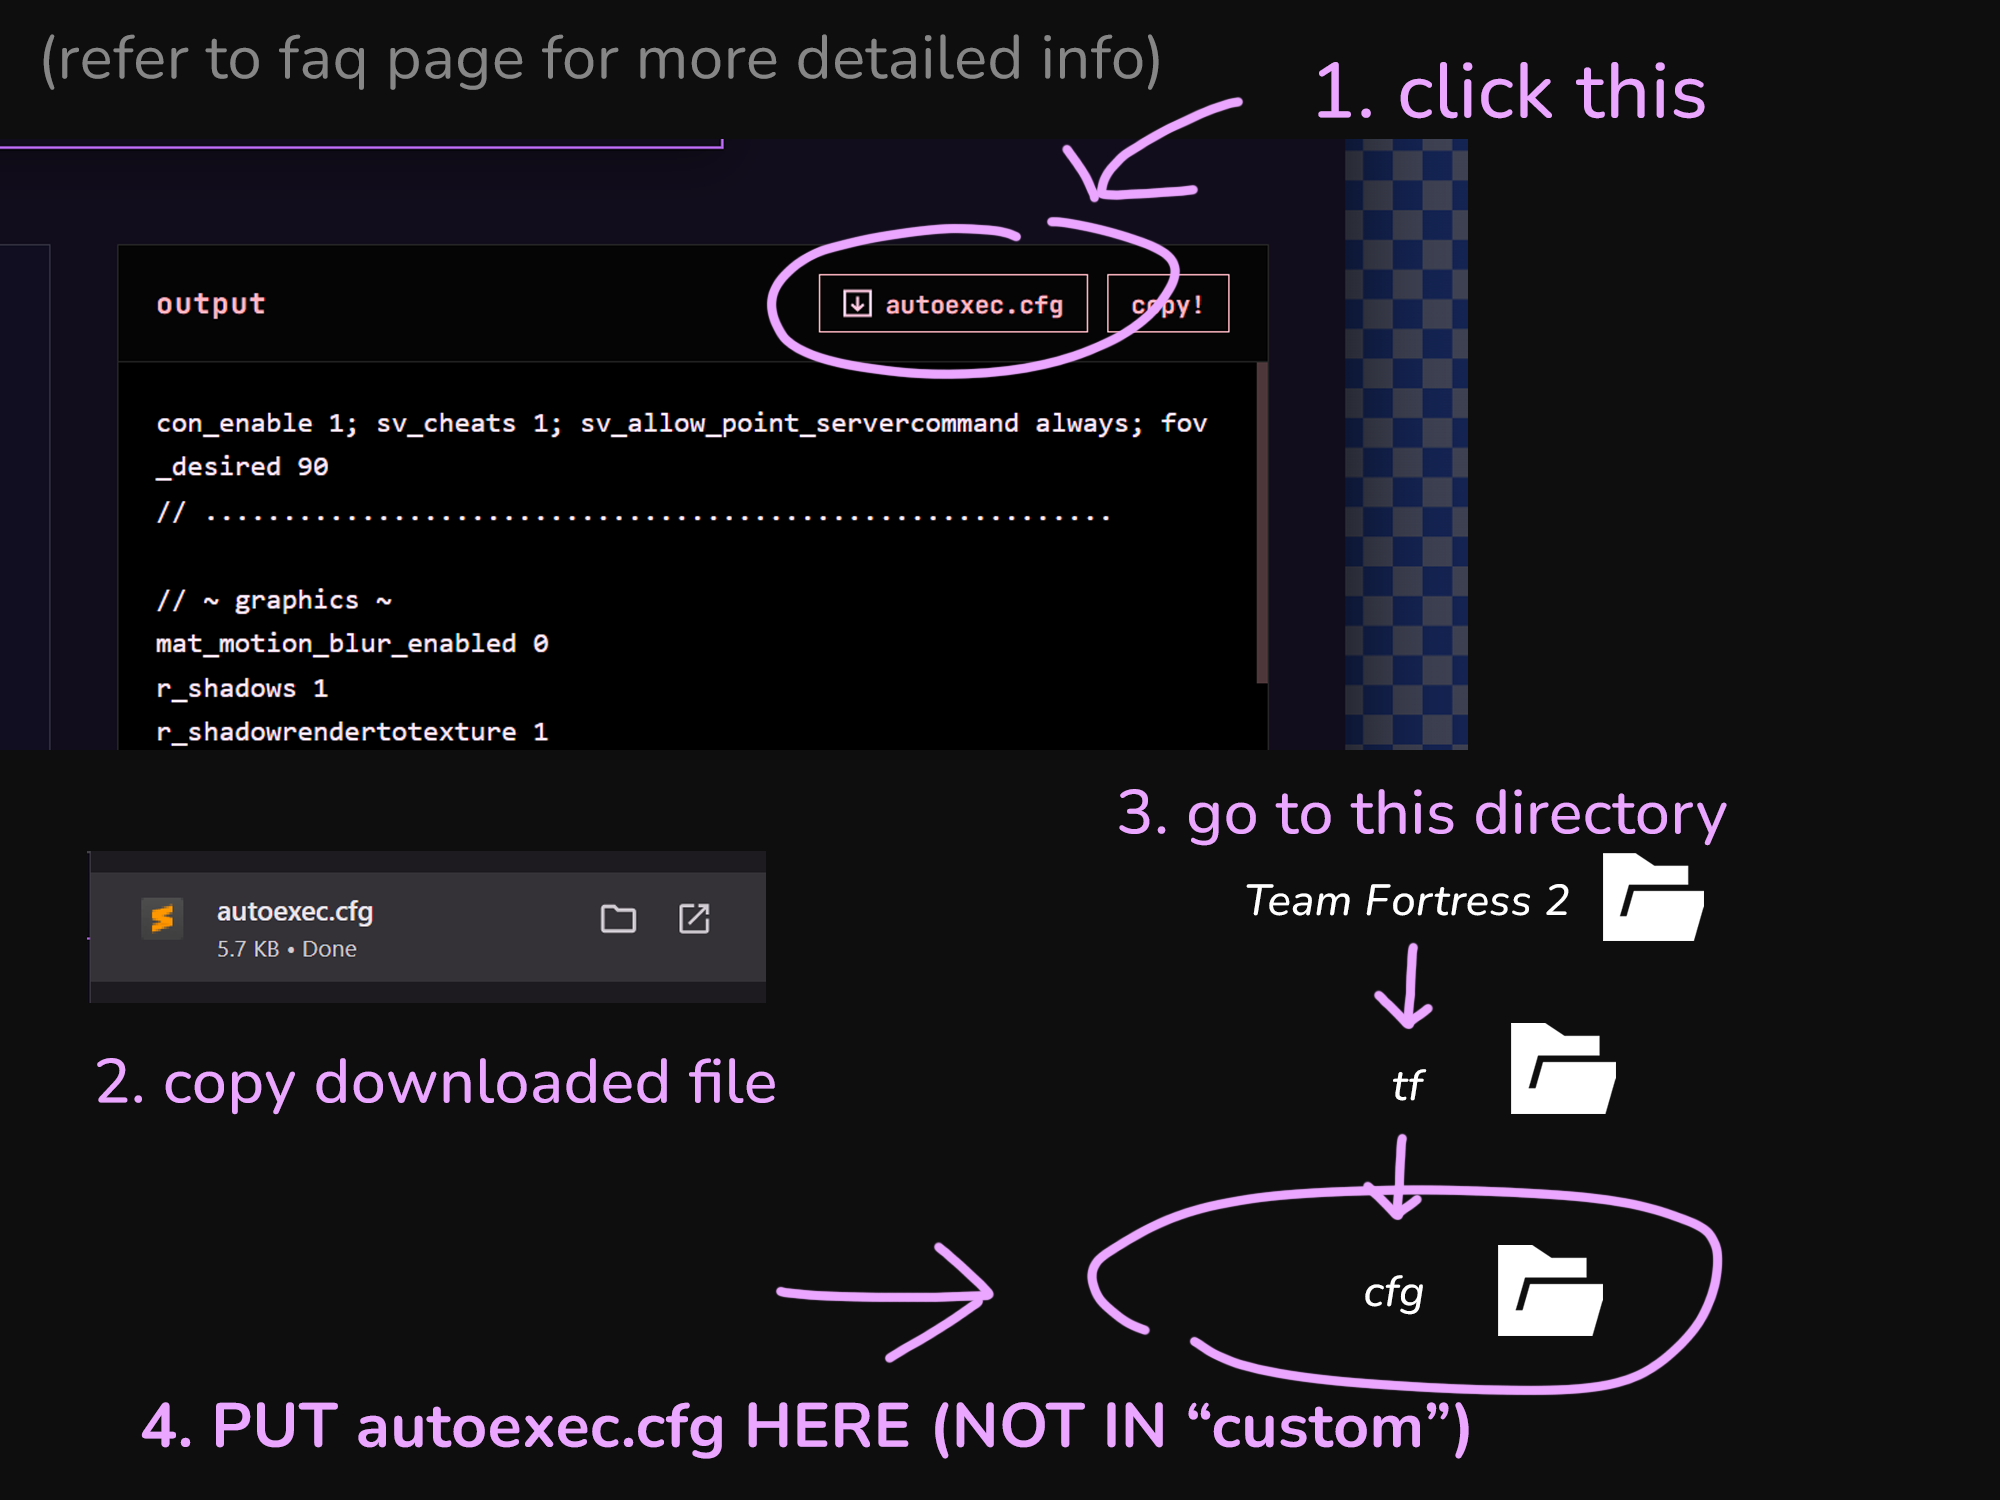 (refer to faq page for more detailed info)
1. click this
output
autoexec.cfg
copy!
con_enable 1; sv_cheats 1; sv_allow_point_servercommand always; fov
_desired 90
// ..........................................................
// ~ graphics ~
mat_motion_blur_enabled 0
r_shadows 1
r_shadowrendertotexture 1
autoexec.cfg
5.7 KB • Done
2. copy downloaded file
3. go to this directory
Team Fortress 2
tf
cfg
4. PUT autoexec.cfg HERE (NOT IN “custom”)